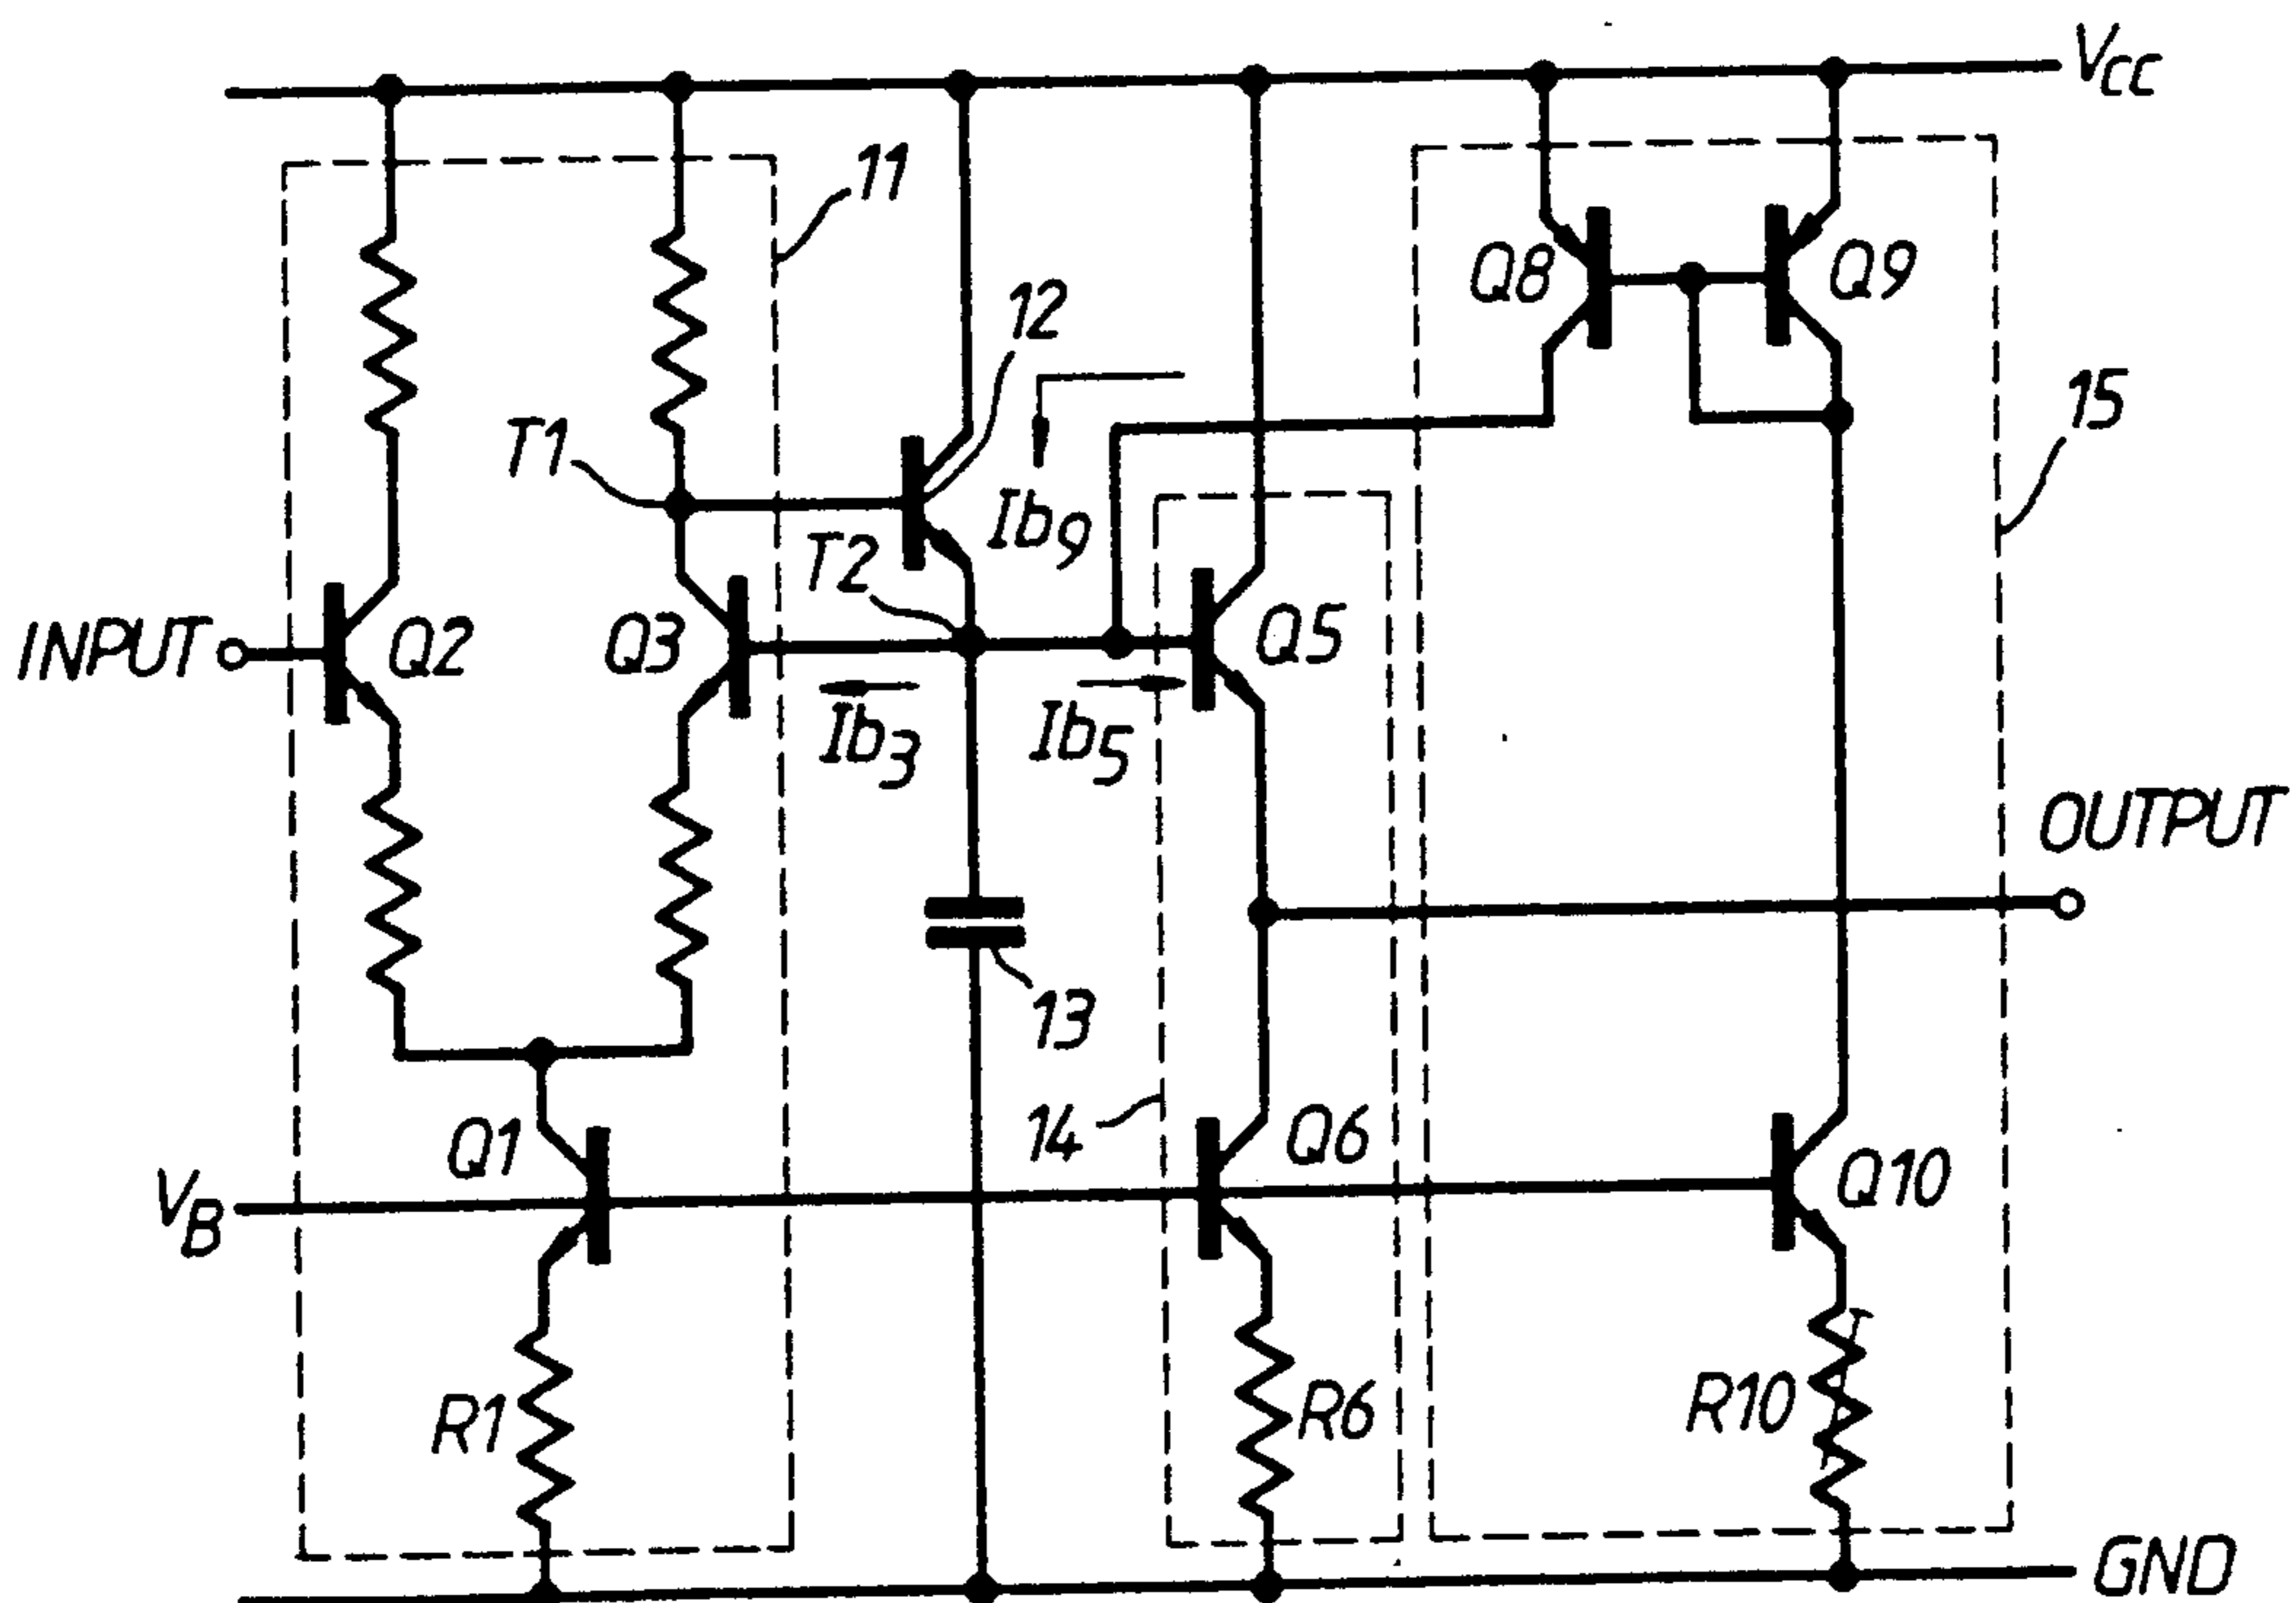 VCC
11
12
Q8
Q9
15
T1
Ib9
T2
INPUT
Q2
Q3
Q5
Ib3
Ib5
OUTPUT
13
14
Q1
Q6
Q10
VB
R1
R6
R10
GND